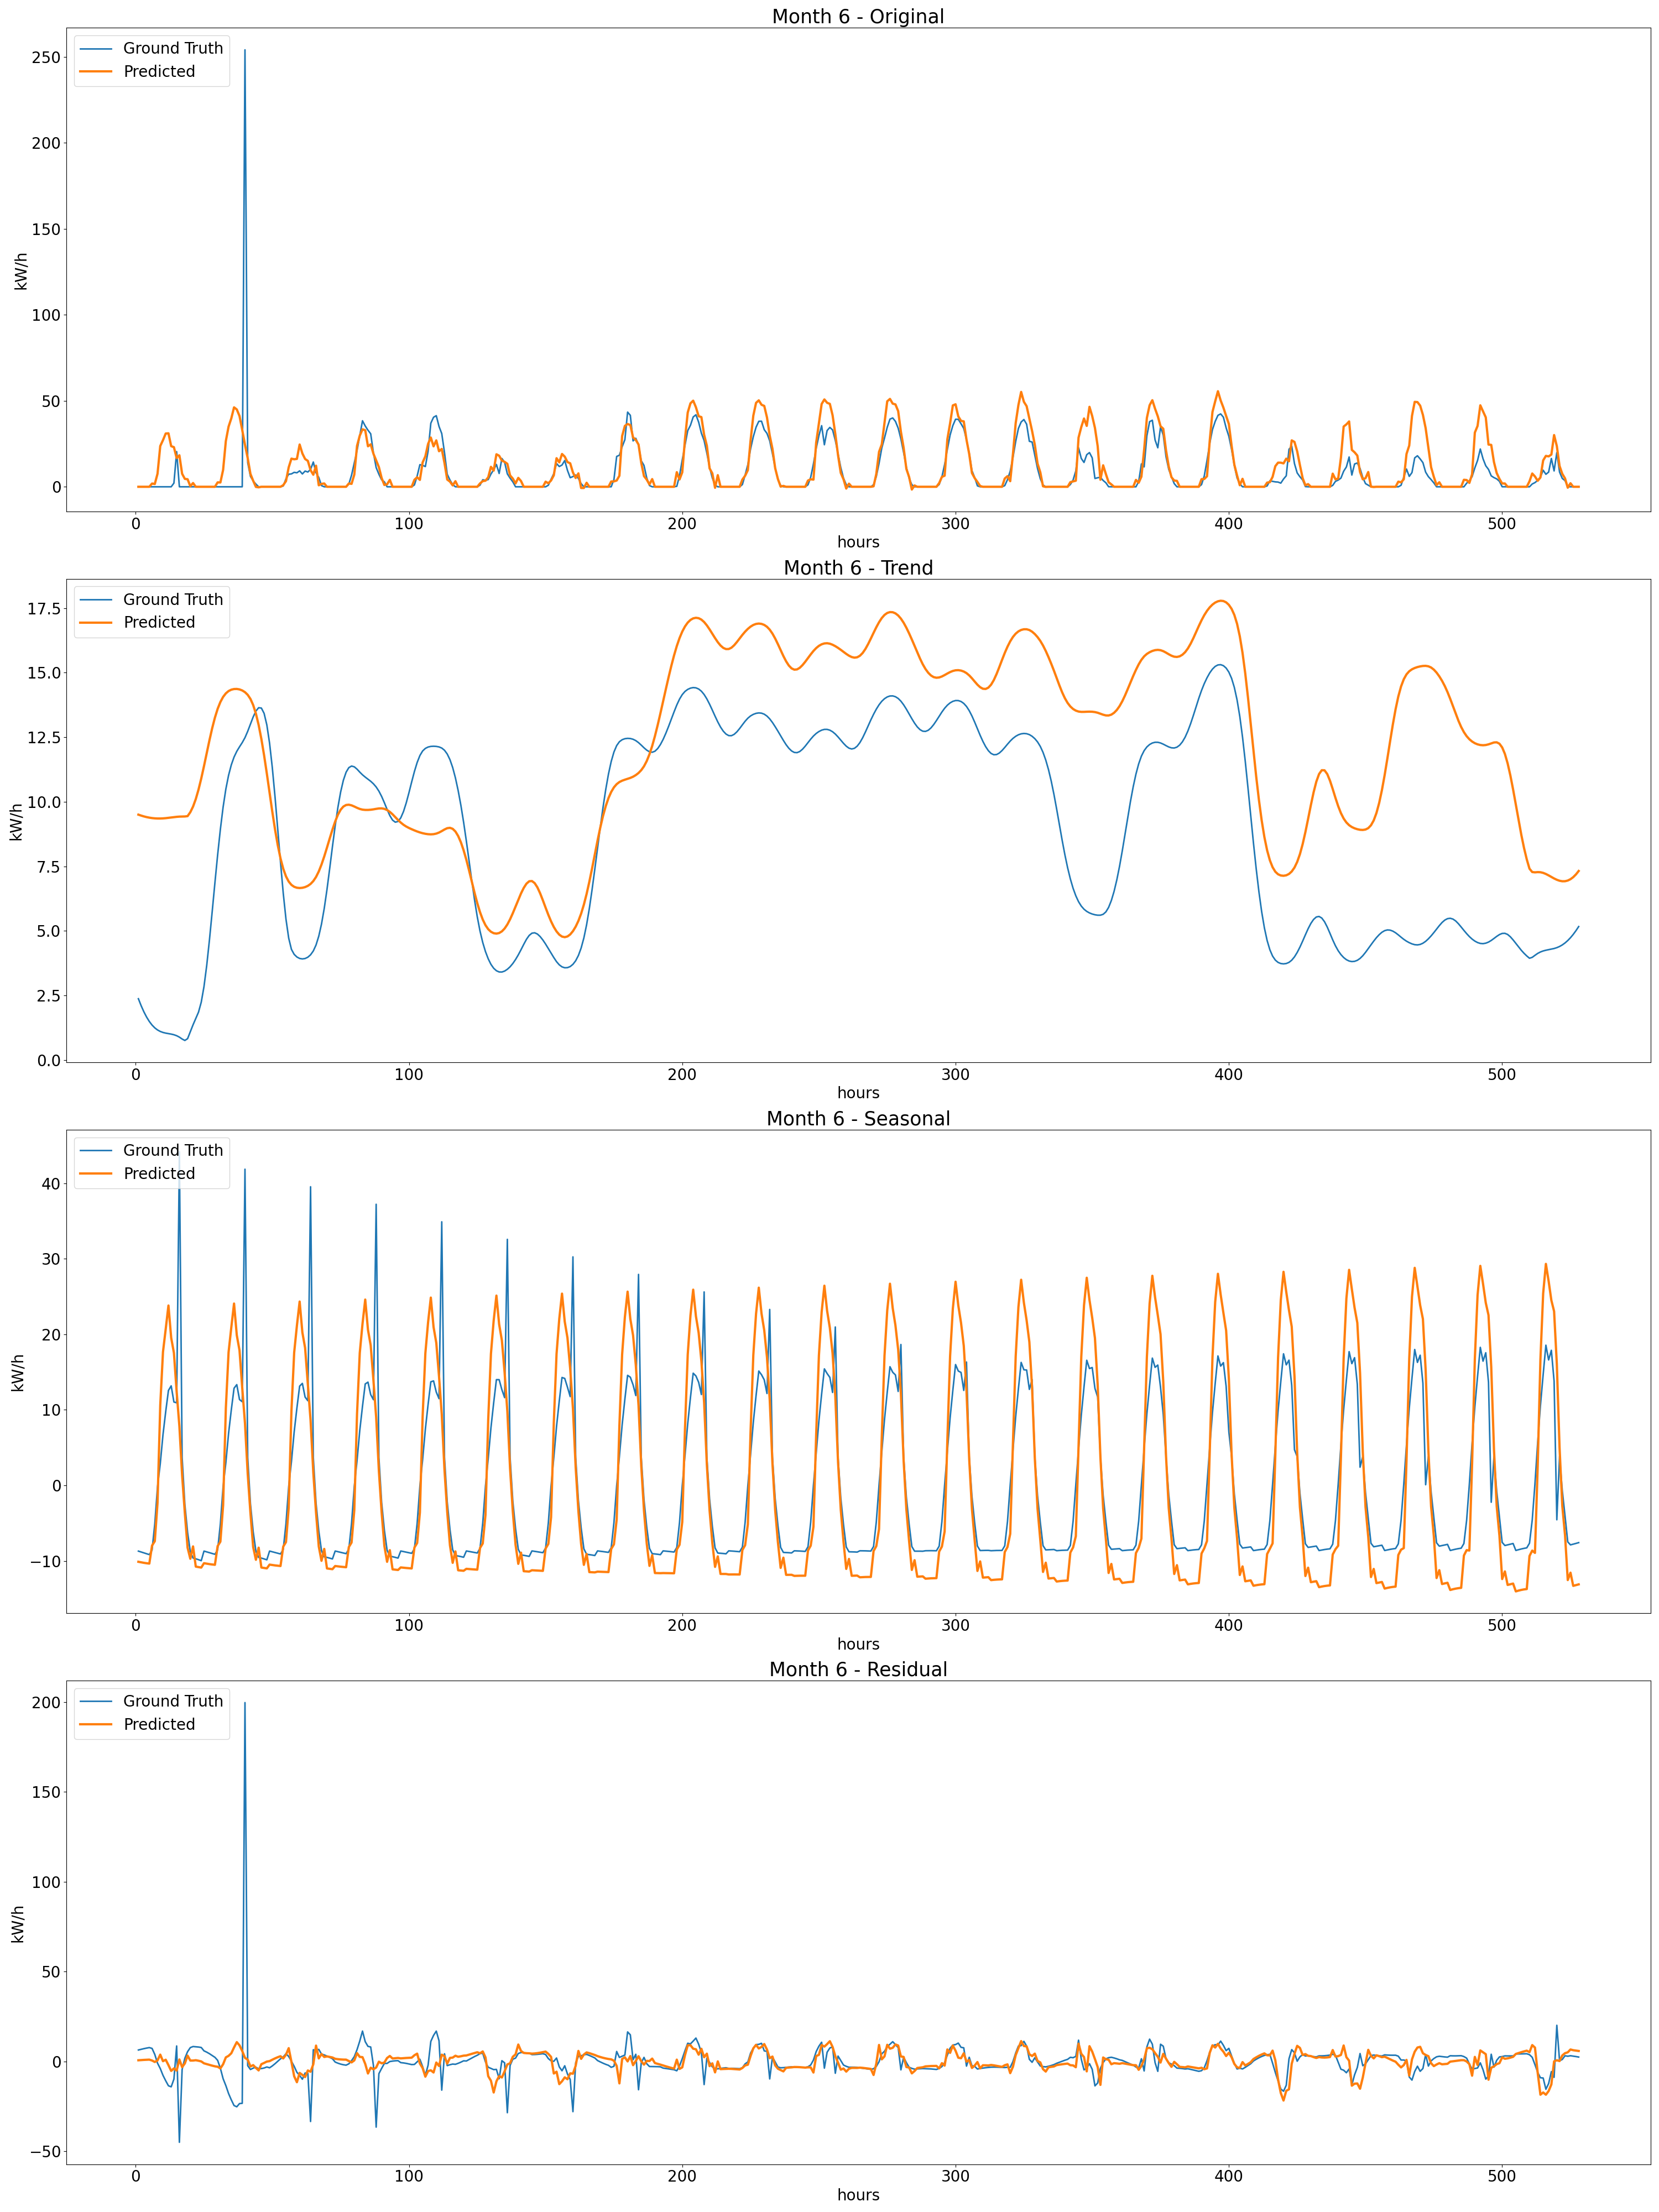 Month 6 - Original
Ground Truth
Predicted
250
200
150
100
50
0
kW/h
0 100 200 300 400 500
hours
Month 6 - Trend
Ground Truth
Predicted
17.5
15.0
12.5
10.0
7.5
5.0
2.5
0.0
kW/h
0 100 200 300 400 500
hours
Month 6 - Seasonal
Ground Truth
Predicted
40
30
20
10
0
−10
kW/h
0 100 200 300 400 500
hours
Month 6 - Residual
Ground Truth
Predicted
200
150
100
50
0
−50
kW/h
0 100 200 300 400 500
hours